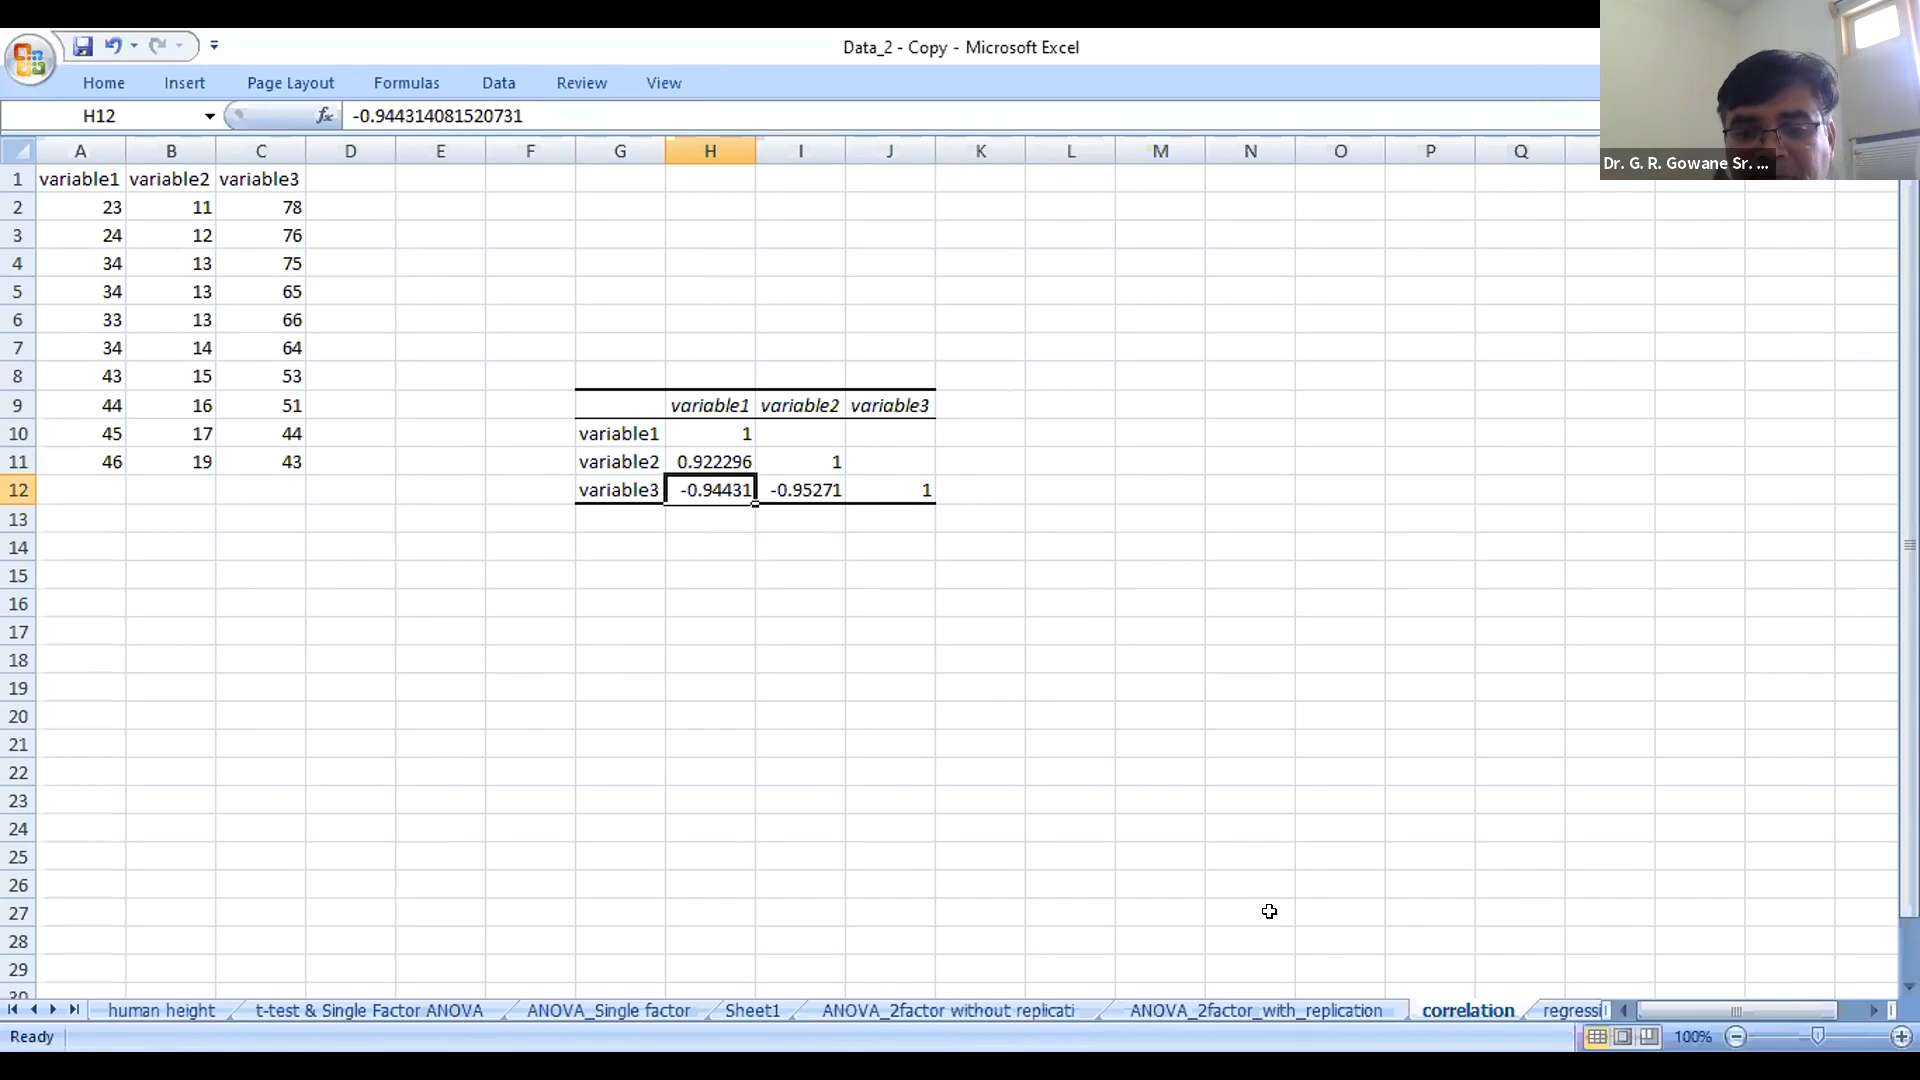 Data_2 - Copy - Microsoft Excel
Home Insert Page Layout Formulas Data Review View
H12 fx -0.944314081520731
Dr. G. R. Gowane Sr. ...
A B C D E F G H I J K L M N O P Q
1 variable1 variable2 variable3
2 23 11 78
3 24 12 76
4 34 13 75
5 34 13 65
6 33 13 66
7 34 14 64
8 43 15 53
9 44 16 51 variable1 variable2 variable3
10 45 17 44 variable1 1
11 46 19 43 variable2 0.922296 1
12 variable3 -0.94431 -0.95271 1
13
14
15
16
17
18
19
20
21
22
23
24
25
26
27
28
29
30
human height t-test & Single Factor ANOVA ANOVA_Single factor Sheet1 ANOVA_2factor without replicati ANOVA_2factor_with_replication correlation regressi
Ready 100%